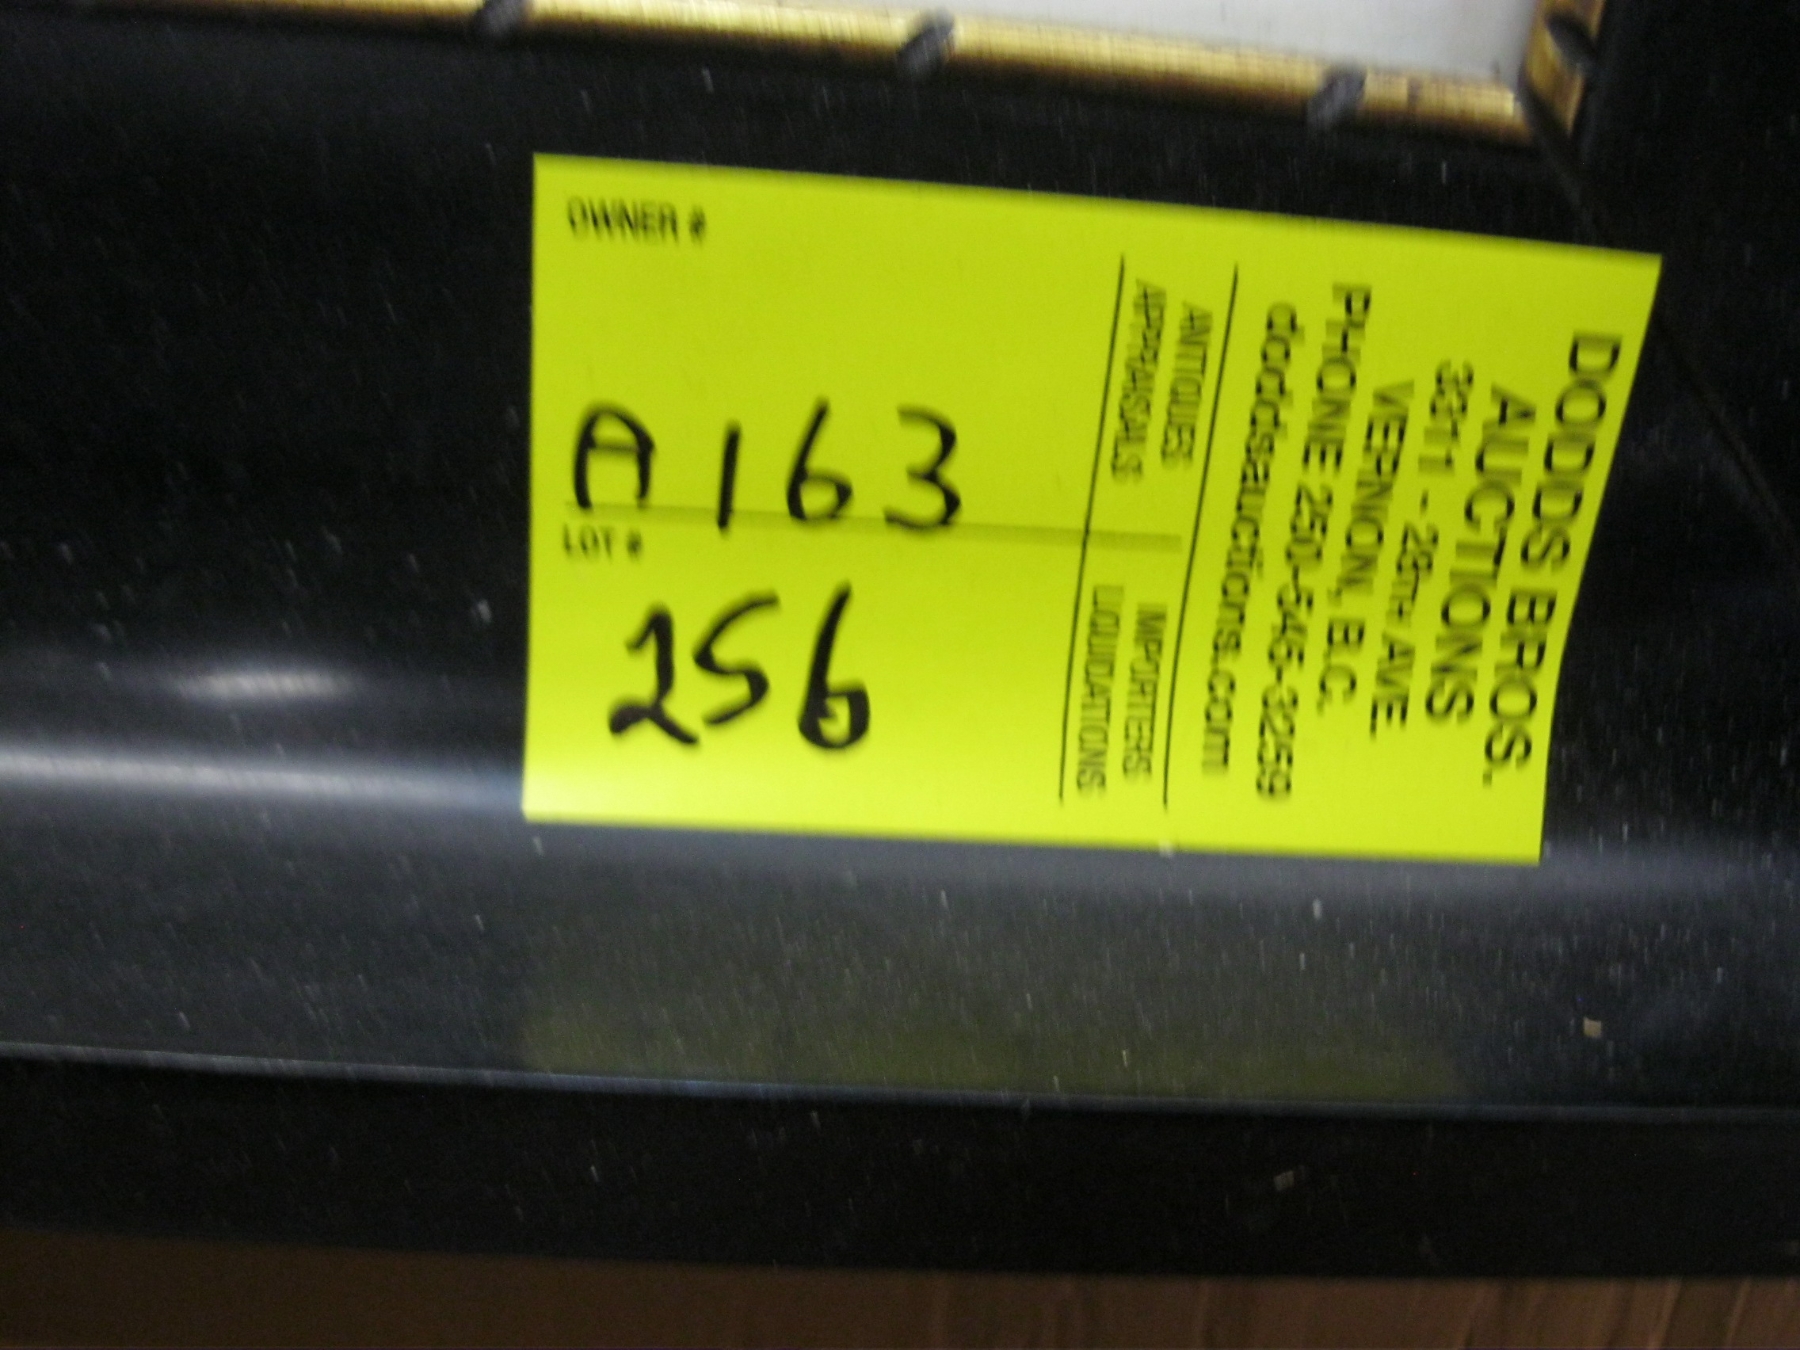 DODDS BROS.
AUCTIONS
3311 - 28TH AVE.
VERNON, B.C.
PHONE 250-545-3259
doddsauctions.com
ANTIQUES IMPORTERS
APPRAISALS LIQUIDATIONS
OWNER #
A163
LOT #
256